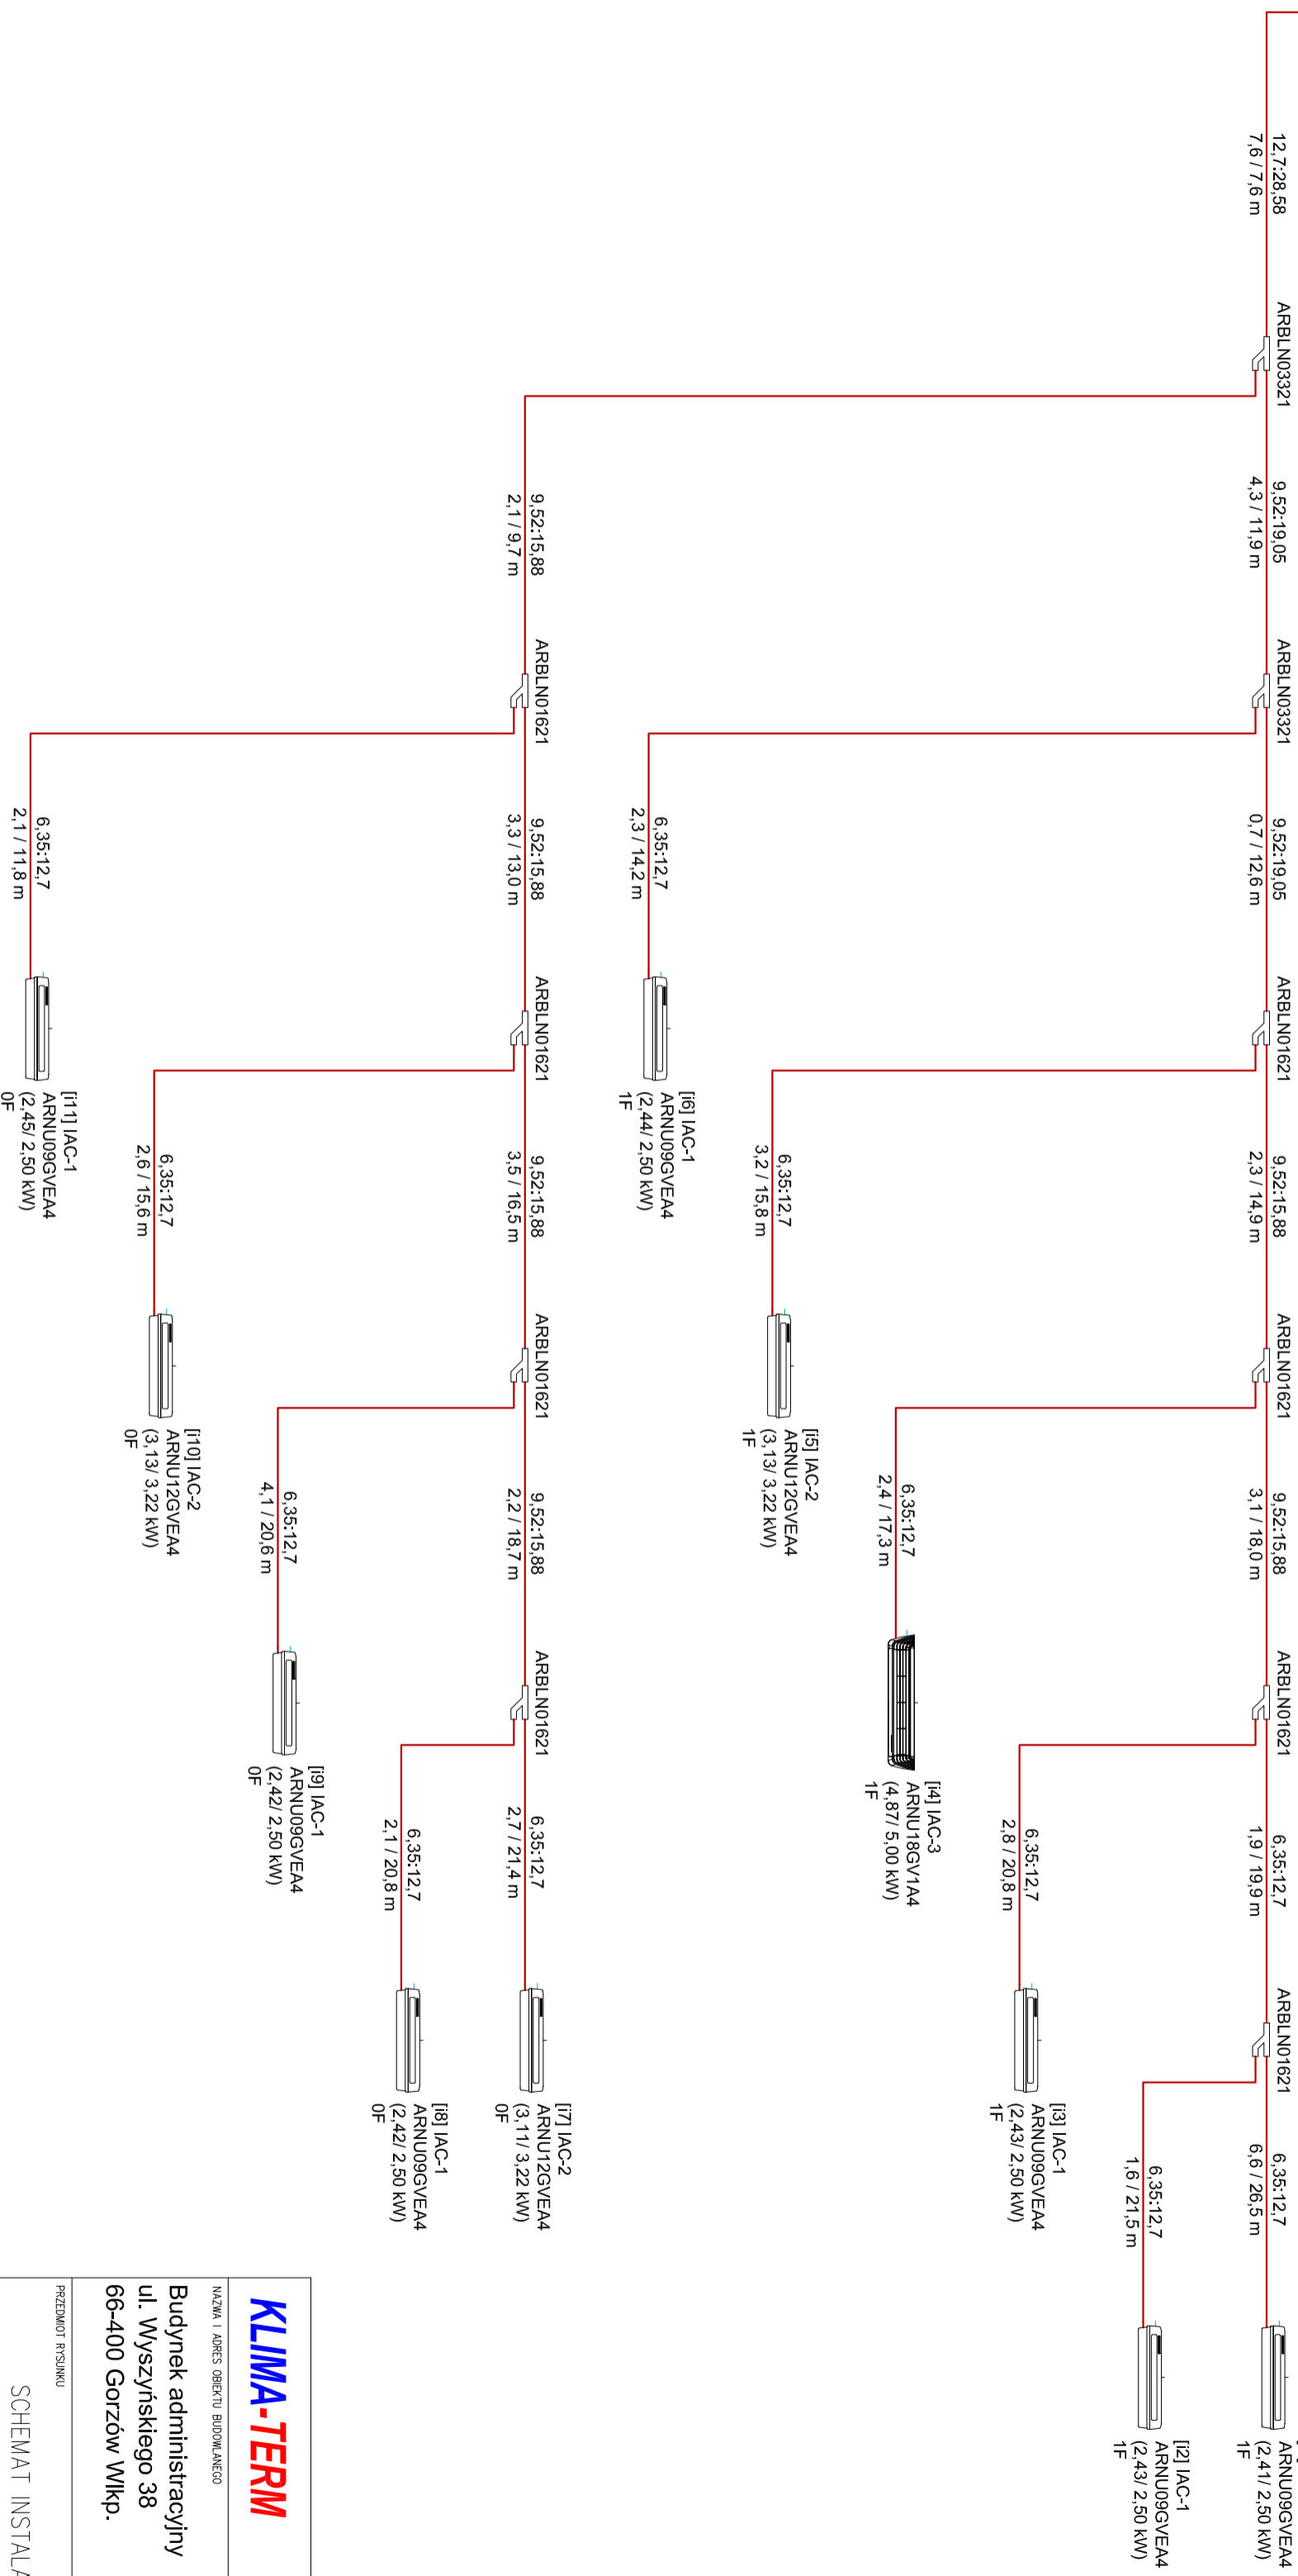 12,7:28,58
7,6 / 7,6 m
ARBLN03321
9,52:19,05
4,3 / 11,9 m
ARBLN03321
9,52:19,05
0,7 / 12,6 m
ARBLN01621
9,52:15,88
2,3 / 14,9 m
ARBLN01621
9,52:15,88
3,1 / 18,0 m
ARBLN01621
6,35:12,7
1,9 / 19,9 m
ARBLN01621
6,35:12,7
6,6 / 26,5 m
ARNU09GVEA4
(2,41/ 2,50 kW)
1F
6,35:12,7
1,6 / 21,5 m
[i2] IAC-1
ARNU09GVEA4
(2,43/ 2,50 kW)
1F
6,35:12,7
2,8 / 20,8 m
[i3] IAC-1
ARNU09GVEA4
(2,43/ 2,50 kW)
1F
6,35:12,7
2,4 / 17,3 m
[i4] IAC-3
ARNU18GV1A4
(4,87/ 5,00 kW)
1F
6,35:12,7
3,2 / 15,8 m
[i5] IAC-2
ARNU12GVEA4
(3,13/ 3,22 kW)
1F
6,35:12,7
2,3 / 14,2 m
[i6] IAC-1
ARNU09GVEA4
(2,44/ 2,50 kW)
1F
9,52:15,88
2,1 / 9,7 m
ARBLN01621
9,52:15,88
3,3 / 13,0 m
ARBLN01621
9,52:15,88
3,5 / 16,5 m
ARBLN01621
9,52:15,88
2,2 / 18,7 m
ARBLN01621
6,35:12,7
2,7 / 21,4 m
[i7] IAC-2
ARNU12GVEA4
(3,11/ 3,22 kW)
0F
6,35:12,7
2,1 / 20,8 m
[i8] IAC-1
ARNU09GVEA4
(2,42/ 2,50 kW)
0F
6,35:12,7
4,1 / 20,6 m
[i9] IAC-1
ARNU09GVEA4
(2,42/ 2,50 kW)
0F
6,35:12,7
2,6 / 15,6 m
[i10] IAC-2
ARNU12GVEA4
(3,13/ 3,22 kW)
0F
6,35:12,7
2,1 / 11,8 m
[i11] IAC-1
ARNU09GVEA4
(2,45/ 2,50 kW)
0F
KLIMA-TERM
NAZWA I ADRES OBIEKTU BUDOWLANEGO
Budynek administracyjny
ul. Wyszyńskiego 38
66-400 Gorzów Wlkp.
PRZEDMIOT RYSUNKU
SCHEMAT INSTALA